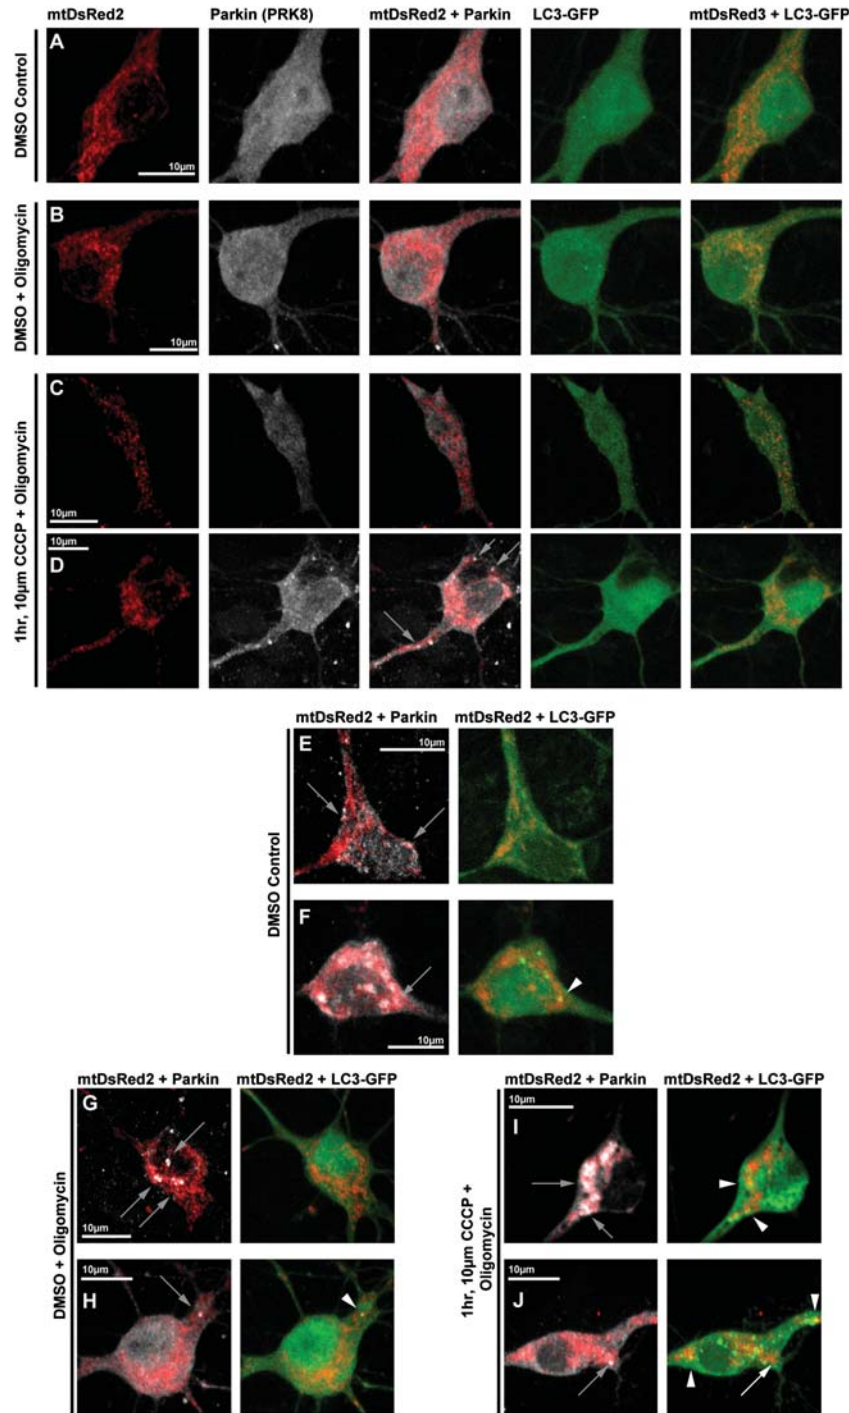 mtDsRed2 Parkin (PRK8) mtDsRed2 + Parkin LC3-GFP mtDsRed3 + LC3-GFP
DMSO Control
A
10µm
DMSO + Oligomycin
B
10µm
1hr, 10µm CCCP + Oligomycin
C
10µm
10µm
D
mtDsRed2 + Parkin mtDsRed2 + LC3-GFP
DMSO Control
E
10µm
F
10µm
mtDsRed2 + Parkin mtDsRed2 + LC3-GFP
DMSO + Oligomycin
G
10µm
10µm
H
mtDsRed2 + Parkin mtDsRed2 + LC3-GFP
1hr, 10µm CCCP +
Oligomycin
10µm
I
10µm
J